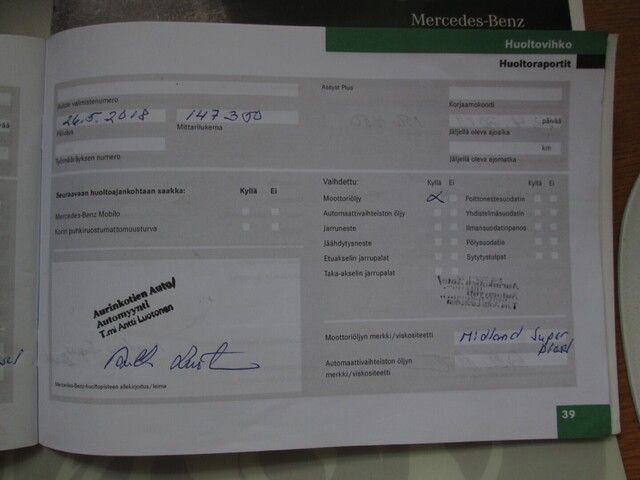 Mercedes-Benz
Huoltovihko
Huoltoraportit
Auton valmistenumero
26.5.2018
147350
Päiväys
Mittarilukema
Työmääräyksen numero
Assyst Plus
Korjaamokoodi
päivää
Jäljellä oleva ajoaika
km
Jäljellä oleva ajomatka
Seuraavaan huoltoajankohtaan saakka:
Kyllä Ei
Mercedes-Benz Mobilo
Korin puhkiruostumattomuusturva
Vaihdettu:
Kyllä Ei
Kyllä Ei
Moottoriöljy
Polttonestesuodatin
Automaattivaihteiston öljy
Yhdistelmäsuodatin
Jarruneste
Ilmansuodatinpanos
Jäähdytysneste
Pölysuodatin
Etuakselin jarrupalat
Sytytystulpat
Taka-akselin jarrupalat
Aurinkotien Auto/
Automyynti
T.mi Antti Luotonen
Mercedes-Benz-huoltopisteen allekirjoitus/leima
Moottoriöljyn merkki/viskositeetti
Midland Super
Diesel
Automaattivaihteiston öljyn
merkki/viskositeetti
39